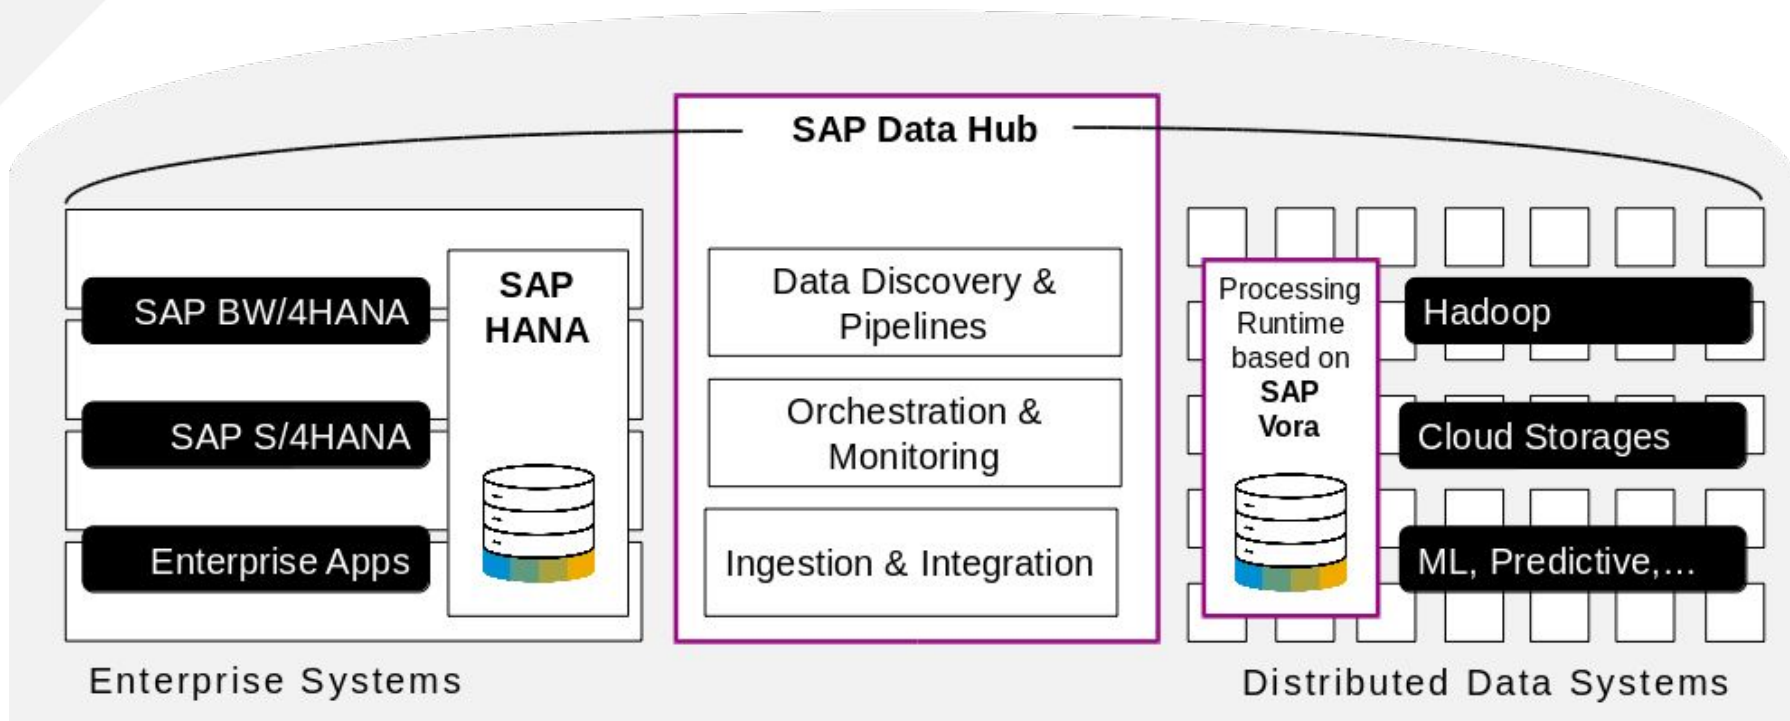 SAP Data Hub
SAP BW/4HANA
SAP S/4HANA
Enterprise Apps
SAP
HANA
Enterprise Systems
Data Discovery &
Pipelines
Orchestration &
Monitoring
Ingestion & Integration
Processing
Runtime
based on
SAP
Vora
Hadoop
Cloud Storages
ML, Predictive,...
Distributed Data Systems